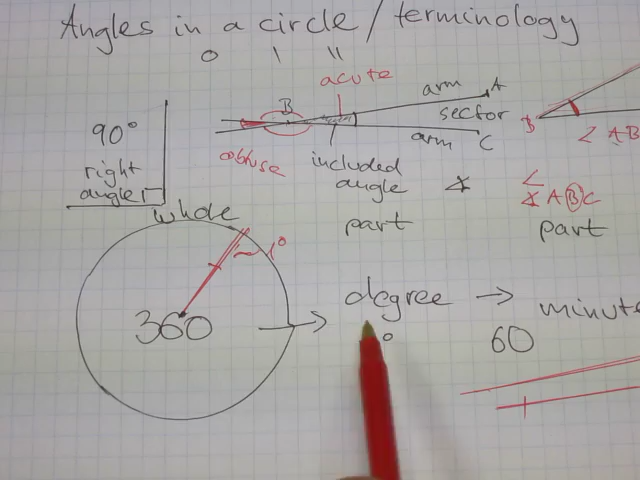 Angles in a circle / terminology
° ' "
acute
arm A
B
sector
arm C
B
∠ AB
90°
right
angle
obtuse
included
angle ∡
∠
∡ ABC
part
part
whole
1°
360
degree → minute
°
60